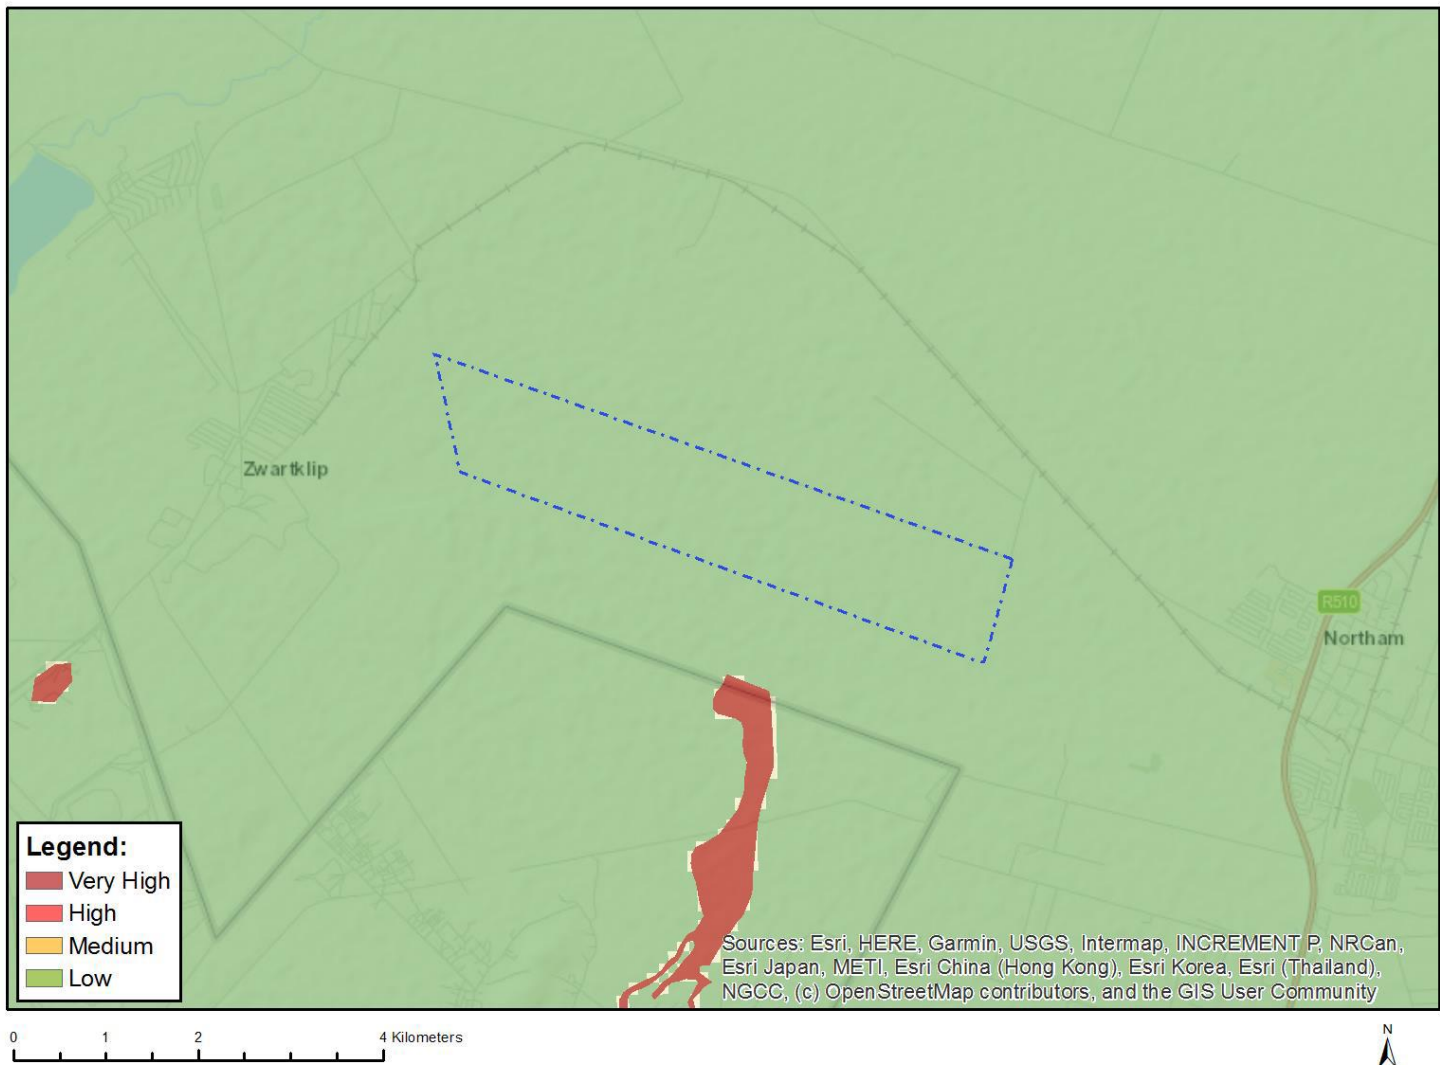 Zwartklip
R510
Northam
Legend:
Very High
High
Medium
Low
Sources: Esri, HERE, Garmin, USGS, Intermap, INCREMENT P, NRCan,
Esri Japan, METI, Esri China (Hong Kong), Esri Korea, Esri (Thailand),
NGCC, (c) OpenStreetMap contributors, and the GIS User Community
0 1 2 4 Kilometers
N